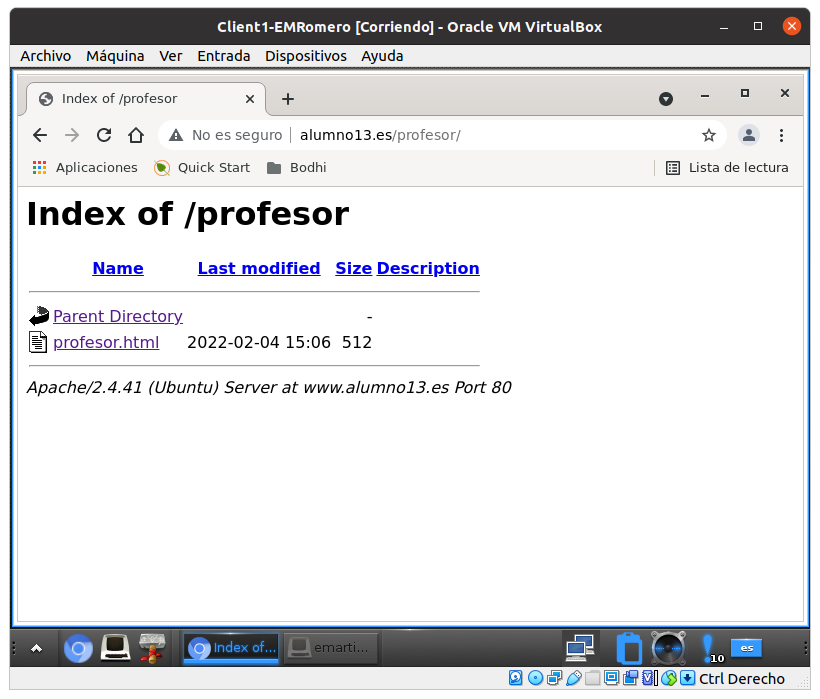 Client1-EMRomero [Corriendo] - Oracle VM VirtualBox
Archivo Máquina Ver Entrada Dispositivos Ayuda
Index of /profesor
No es seguro alumno13.es/profesor/
Aplicaciones Quick Start Bodhi Lista de lectura
Index of /profesor
Name Last modified Size Description
Parent Directory -
profesor.html 2022-02-04 15:06 512
Apache/2.4.41 (Ubuntu) Server at www.alumno13.es Port 80
Index of... emarti... 10 es
Ctrl Derecho